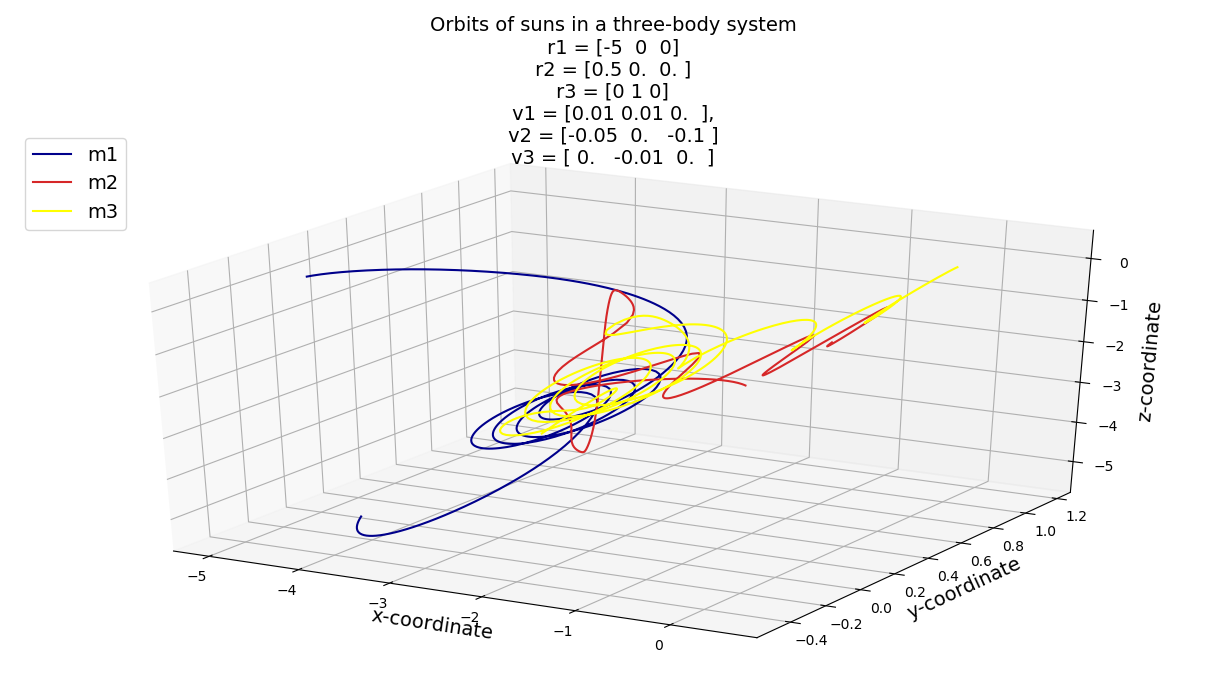 Orbits of suns in a three-body system
r1 = [-5  0  0]
r2 = [0.5 0.  0. ]
r3 = [0 1 0]
v1 = [0.01 0.01 0.  ],
v2 = [-0.05  0.   -0.1 ]
v3 = [ 0.   -0.01  0.  ]
m1
m2
m3
0
−1
−2
−3
−4
−5
z-coordinate
1.2
1.0
0.8
0.6
0.4
0.2
0.0
−0.2
−0.4
y-coordinate
−5
−4
−3
−2
−1
0
x-coordinate